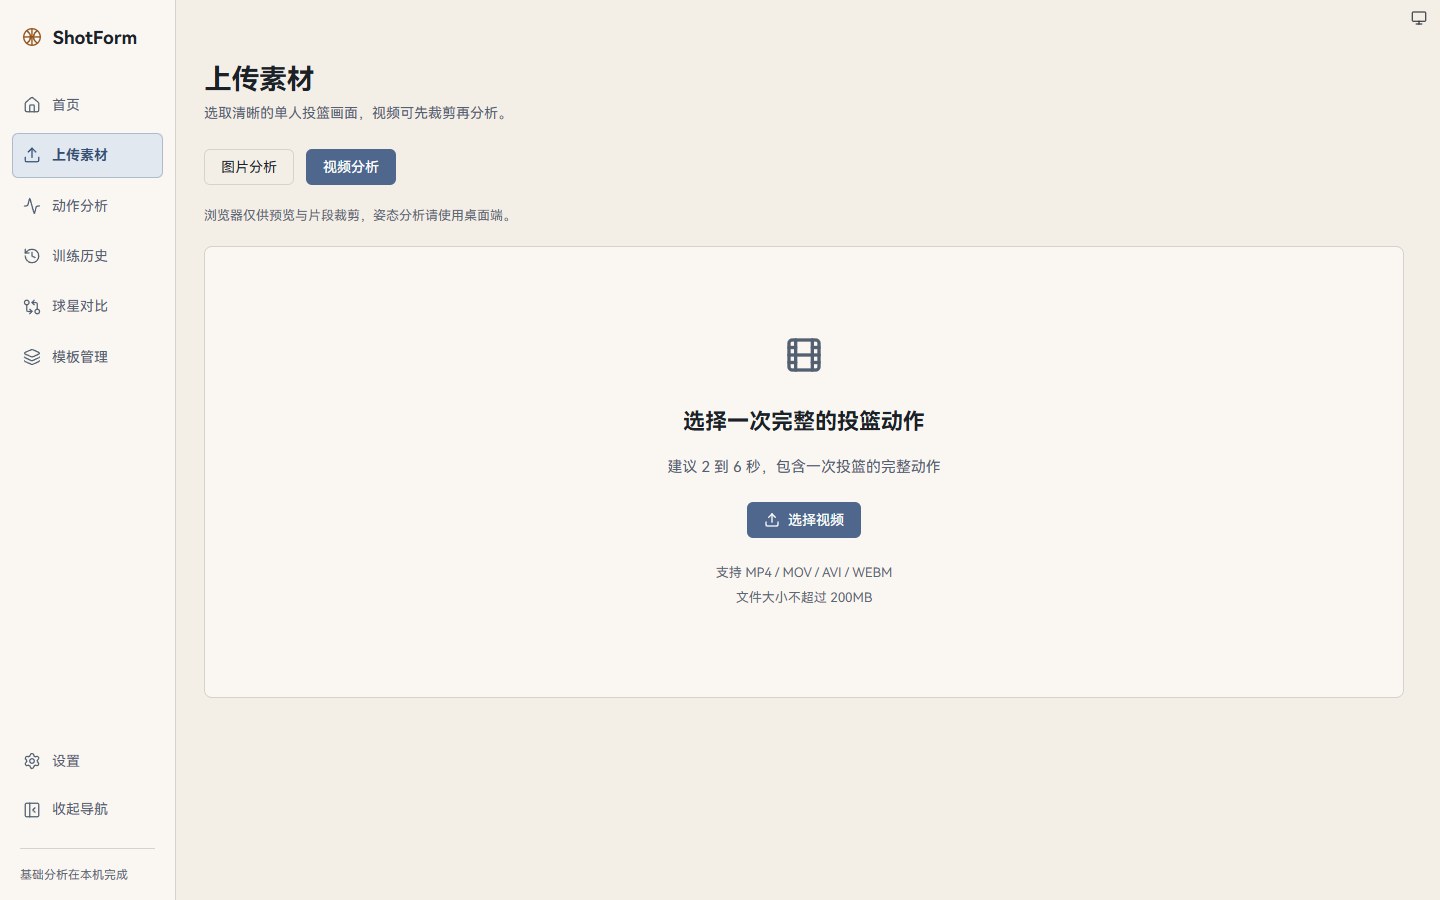 ShotForm
首页
上传素材
动作分析
训练历史
球星对比
模板管理
设置
收起导航
基础分析在本机完成
上传素材
选取清晰的单人投篮画面，视频可先裁剪再分析。
图片分析
视频分析
浏览器仅供预览与片段裁剪，姿态分析请使用桌面端。
选择一次完整的投篮动作
建议 2 到 6 秒，包含一次投篮的完整动作
选择视频
支持 MP4 / MOV / AVI / WEBM
文件大小不超过 200MB